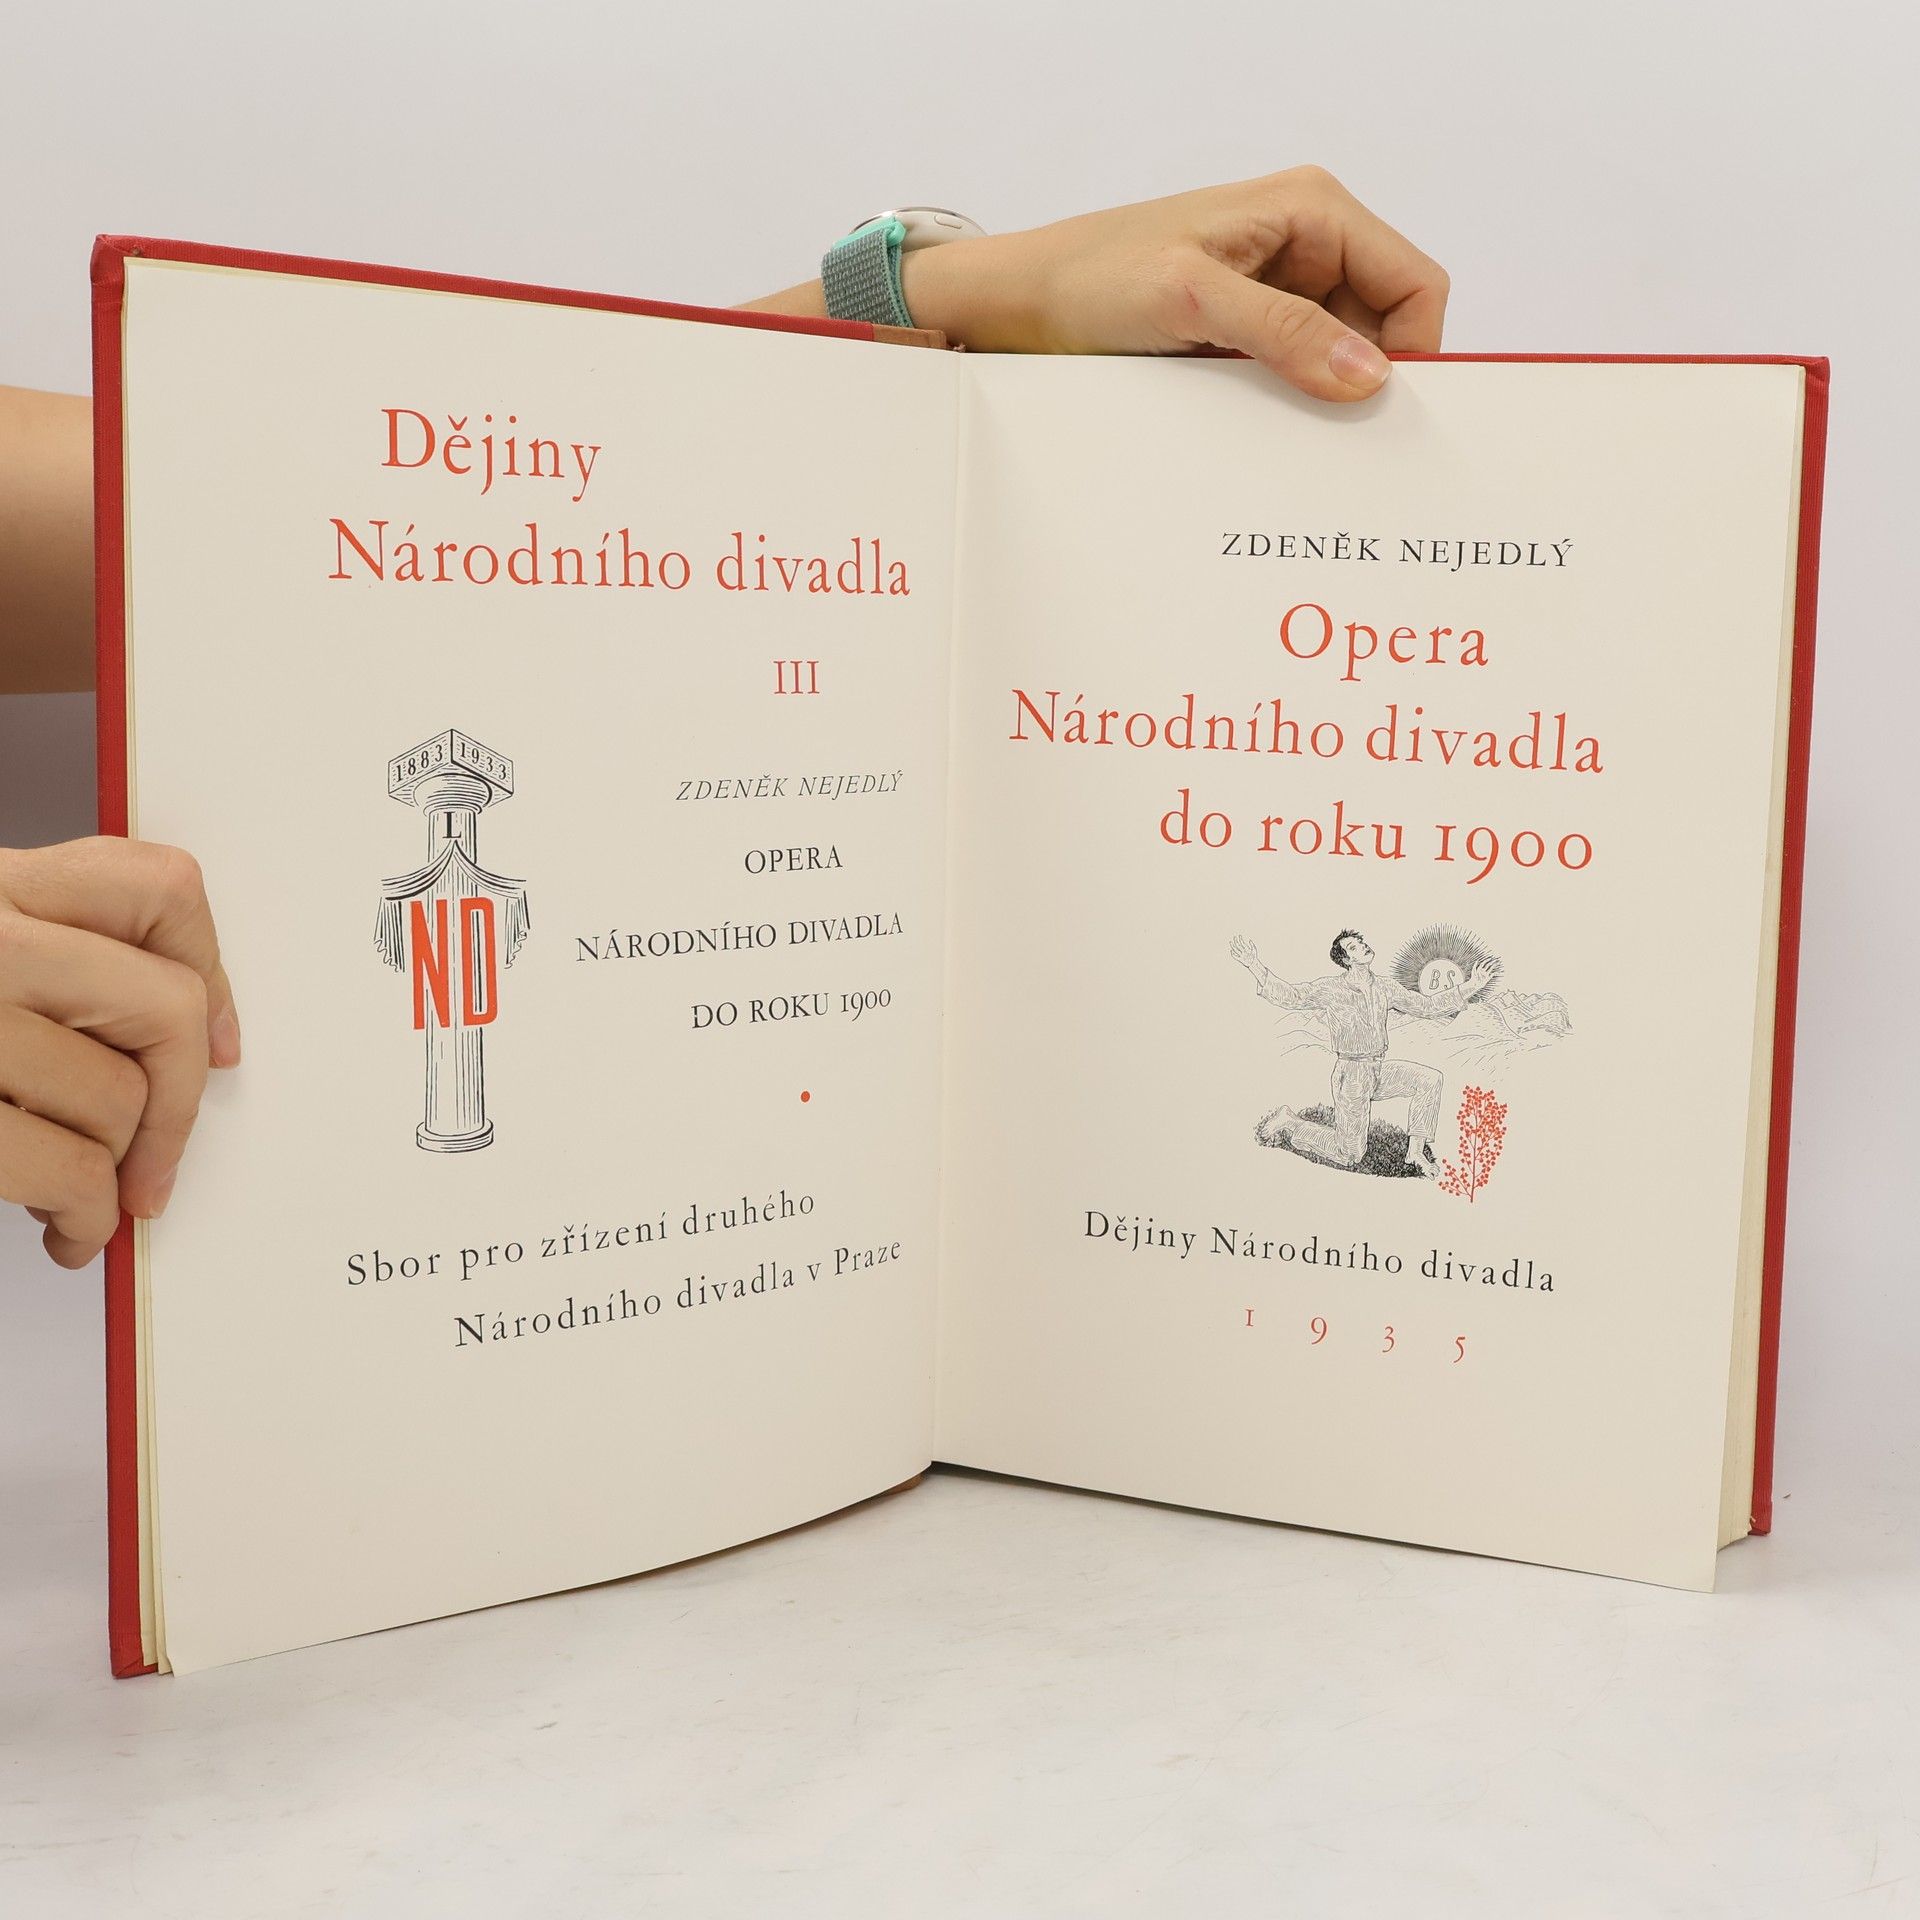 Dějiny
Národního divadla
III
1883 1933
L
ND
ZDENĚK NEJEDLÝ
OPERA
NÁRODNÍHO DIVADLA
DO ROKU 1900
Sbor pro zřízení druhého
Národního divadla v Praze
ZDENĚK NEJEDLÝ
Opera
Národního divadla
do roku 1900
B S
Dějiny Národního divadla
1 9 3 5